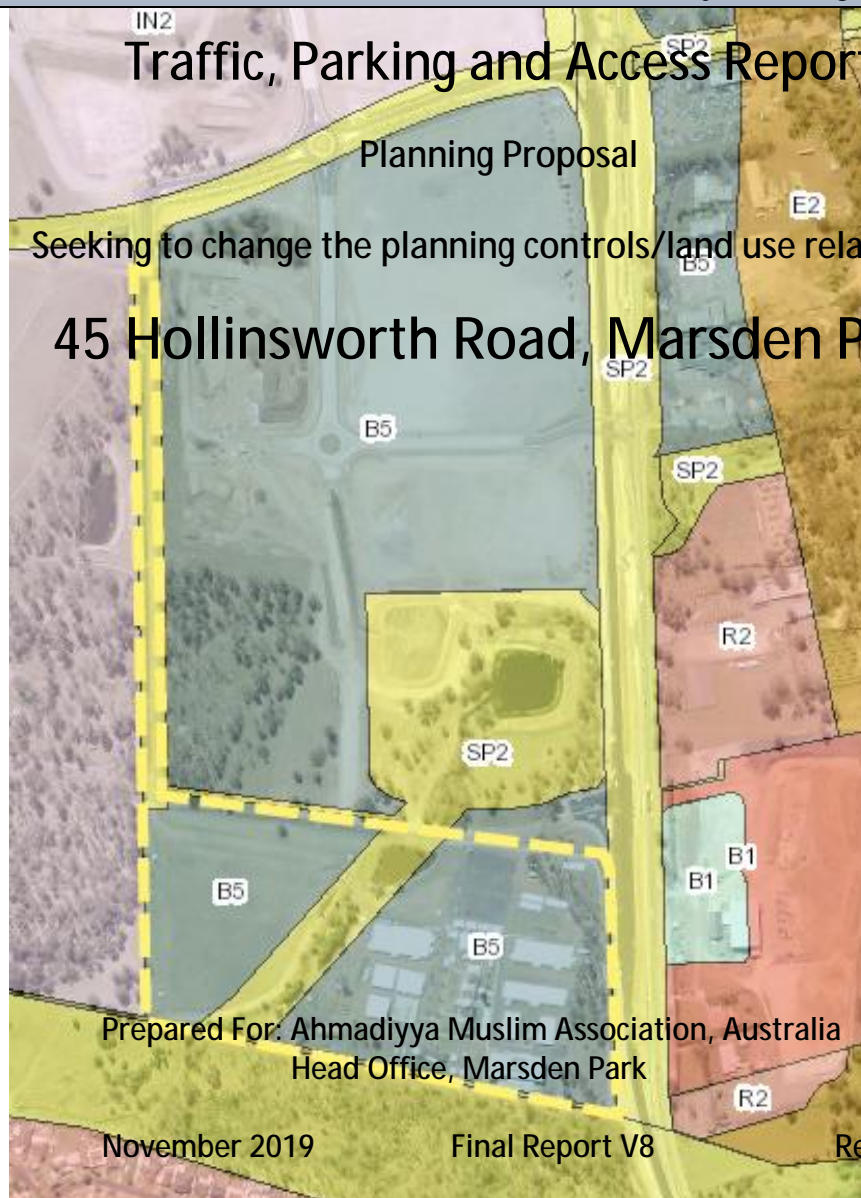 IN2
SP2
Traffic, Parking and Access Repor
Planning Proposal
E2
Seeking to change the planning controls/land use rela
B5
45 Hollinsworth Road, Marsden P
SP2
B5
SP2
R2
SP2
B1
B1
B5
B5
Prepared For: Ahmadiyya Muslim Association, Australia
Head Office, Marsden Park
R2
November 2019 Final Report V8 Re